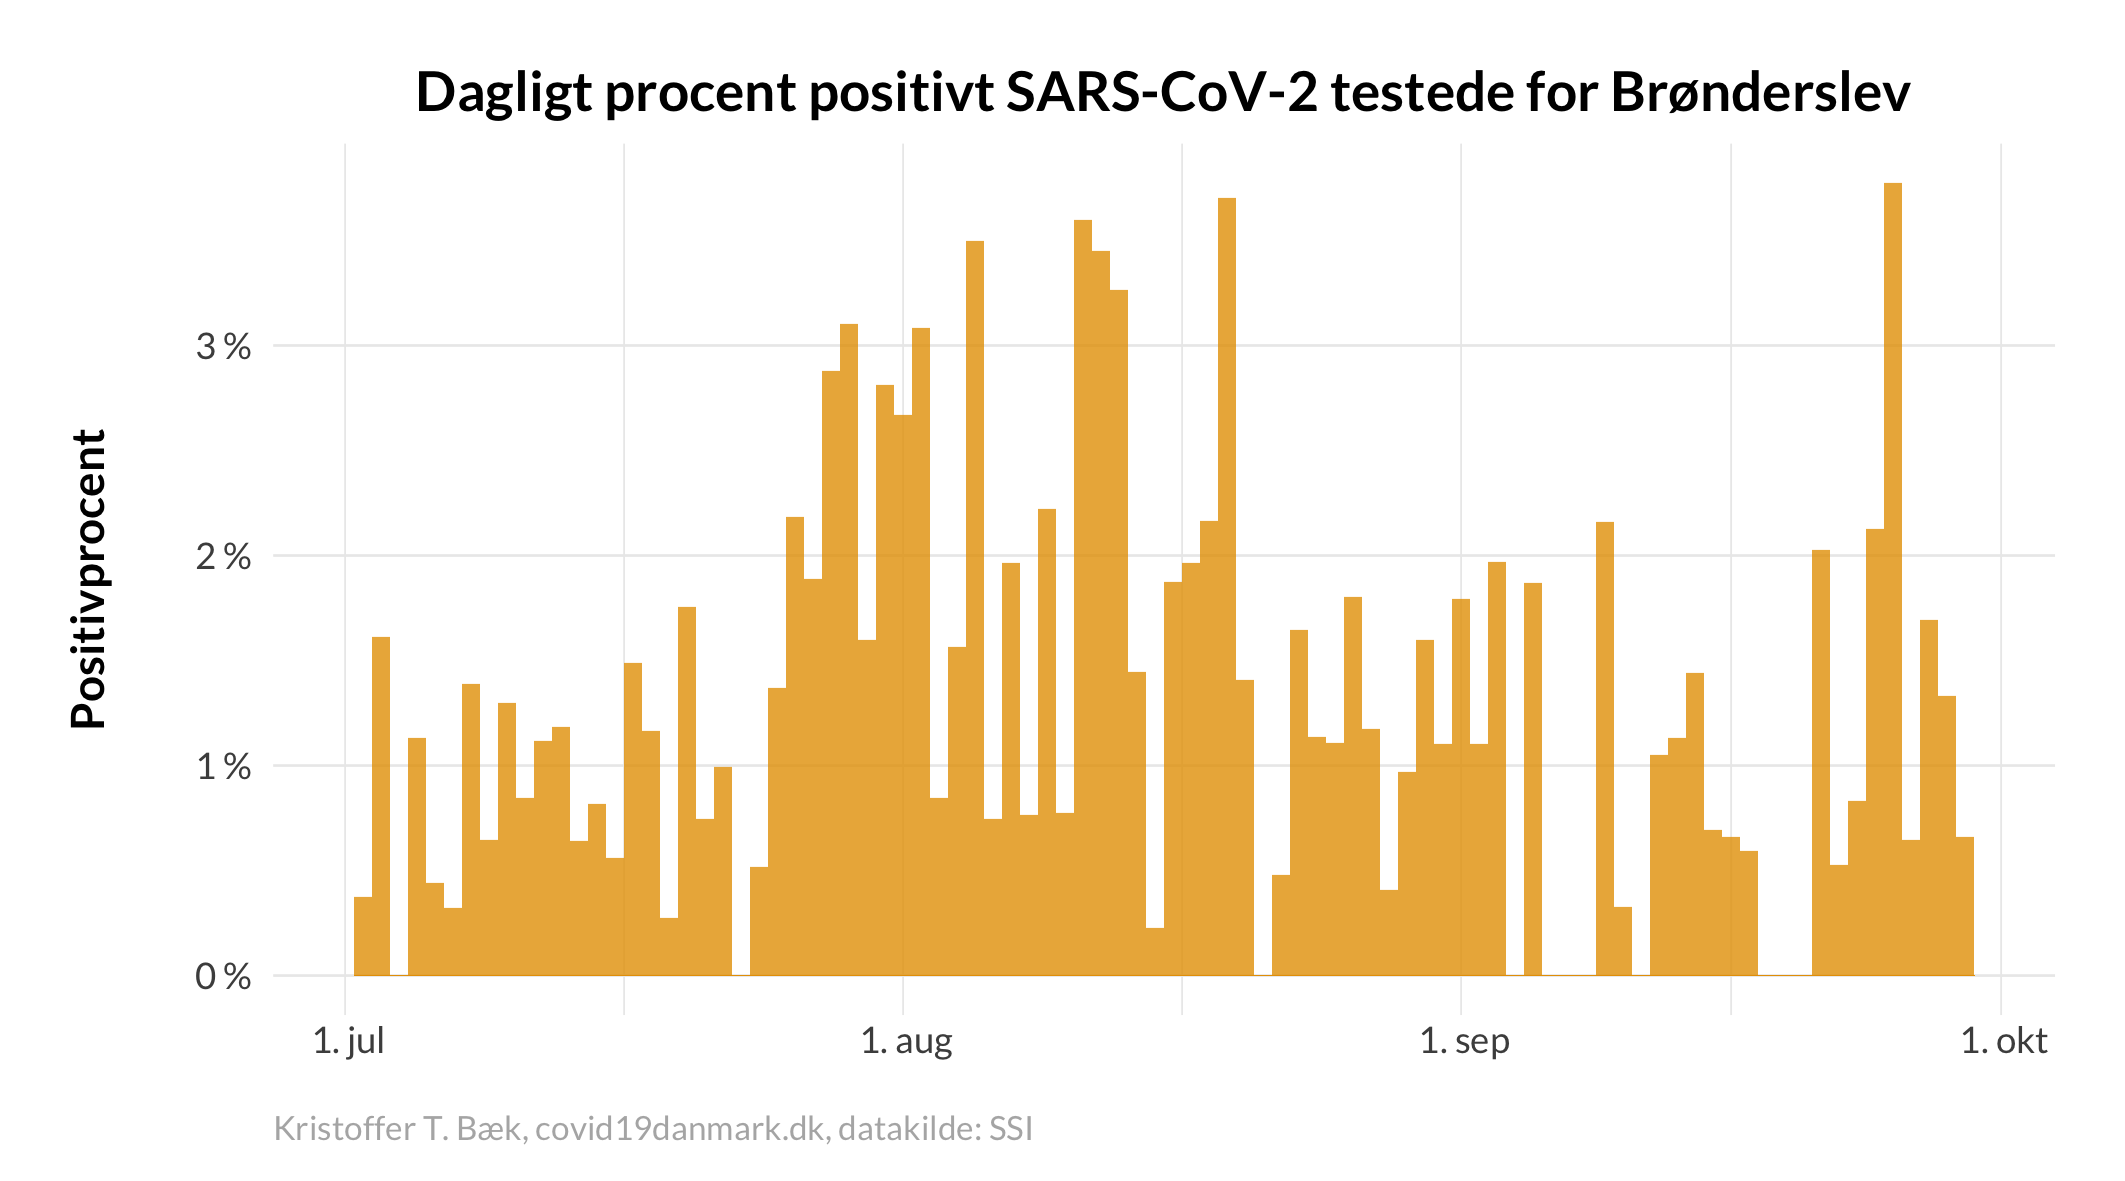 Dagligt procent positivt SARS-CoV-2 testede for Brønderslev
Positivprocent
3 %
2 %
1 %
0 %
1. jul
1. aug
1. sep
1. okt
Kristoffer T. Bæk, covid19danmark.dk, datakilde: SSI